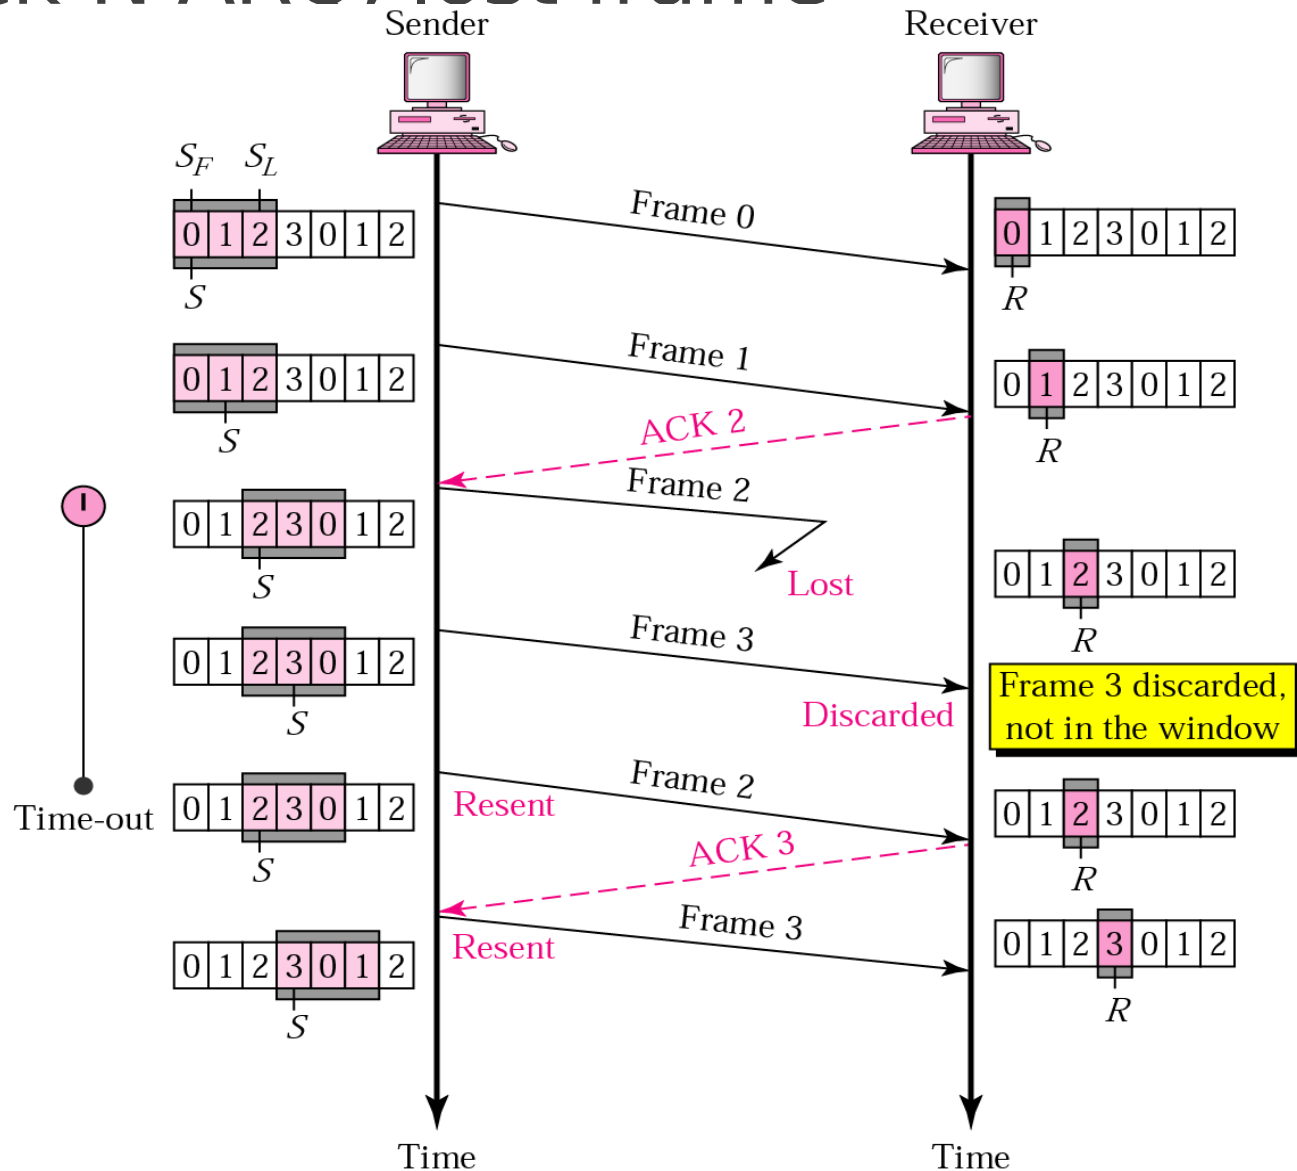 Sender
Receiver
S_F S_L
0 1 2 3 0 1 2
S
Frame 0
0 1 2 3 0 1 2
R
0 1 2 3 0 1 2
S
Frame 1
0 1 2 3 0 1 2
R
ACK 2
0 1 2 3 0 1 2
S
Frame 2
Lost
0 1 2 3 0 1 2
R
0 1 2 3 0 1 2
S
Frame 3
Discarded
Frame 3 discarded,
not in the window
Time-out
0 1 2 3 0 1 2
S
Frame 2
Resent
0 1 2 3 0 1 2
R
ACK 3
0 1 2 3 0 1 2
S
Frame 3
Resent
0 1 2 3 0 1 2
R
Time
Time